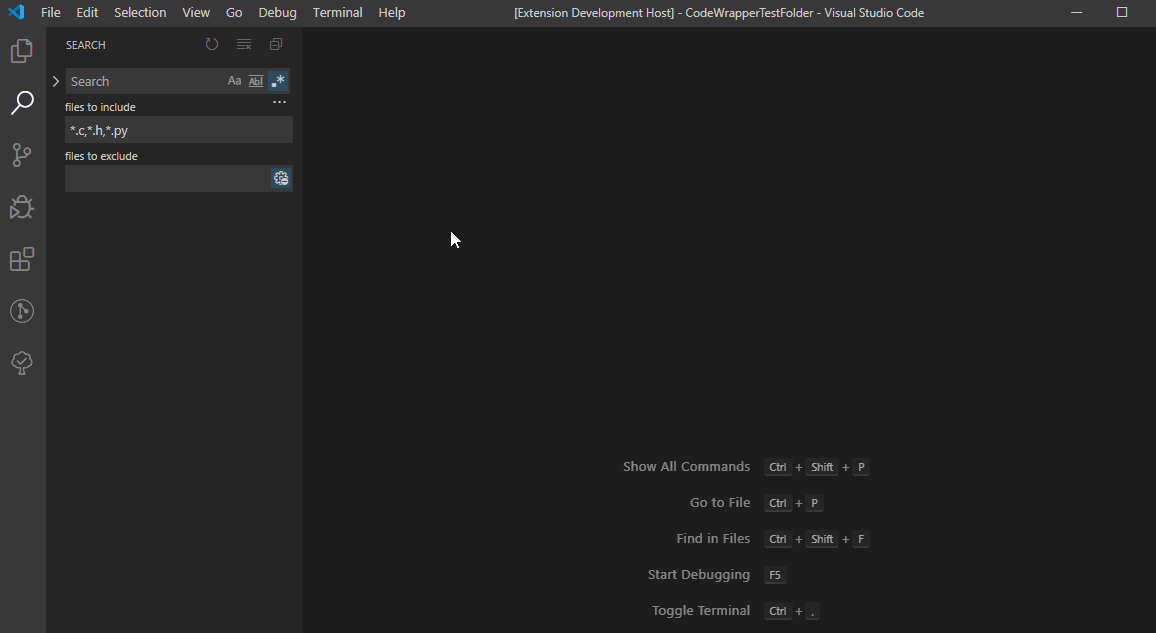 File Edit Selection View Go Debug Terminal Help [Extension Development Host] - CodeWrapperTestFolder - Visual Studio Code
SEARCH
Search Aa Abl .*
files to include ...
*.c,*.h,*.py
files to exclude
Show All Commands Ctrl + Shift + P
Go to File Ctrl + P
Find in Files Ctrl + Shift + F
Start Debugging F5
Toggle Terminal Ctrl + .